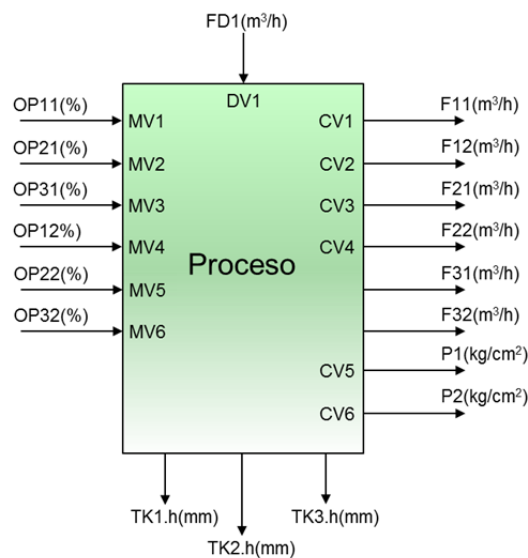 FD1(m³/h)
DV1
OP11(%)
MV1
CV1
F11(m³/h)
OP21(%)
MV2
CV2
F12(m³/h)
OP31(%)
MV3
CV3
F21(m³/h)
OP12%)
MV4
CV4
F22(m³/h)
Proceso
OP22(%)
MV5
F31(m³/h)
OP32(%)
MV6
F32(m³/h)
CV5
P1(kg/cm²)
CV6
P2(kg/cm²)
TK1.h(mm)
TK2.h(mm)
TK3.h(mm)